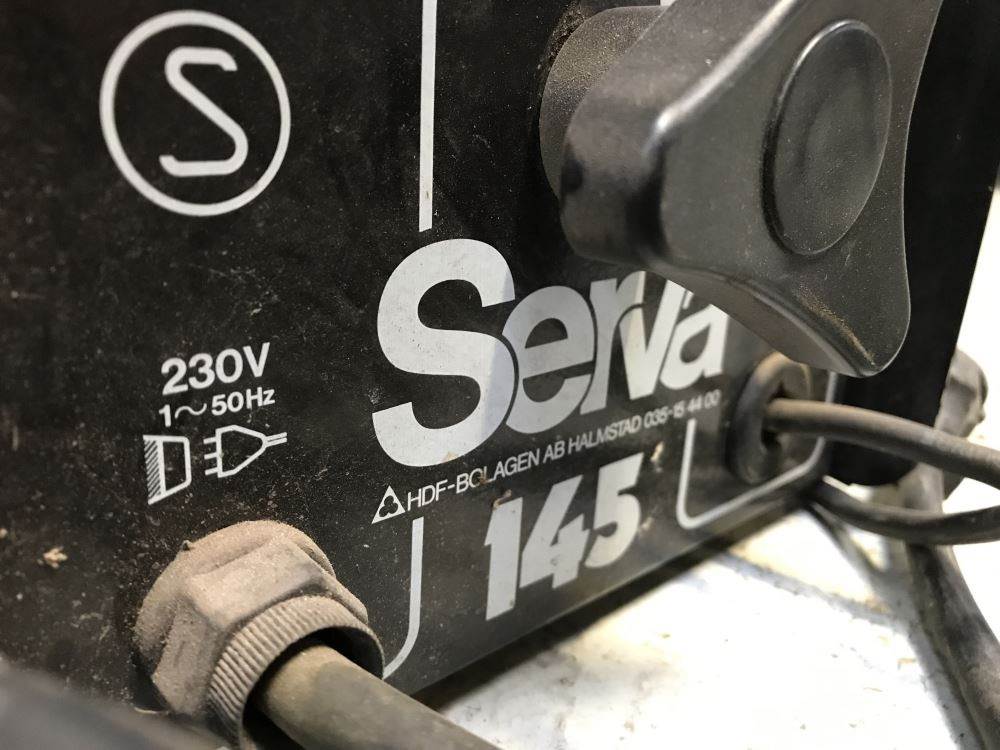 S
230V
1~50Hz
Serva
HDF-BOLAGEN AB HALMSTAD 035-15 44 00
145